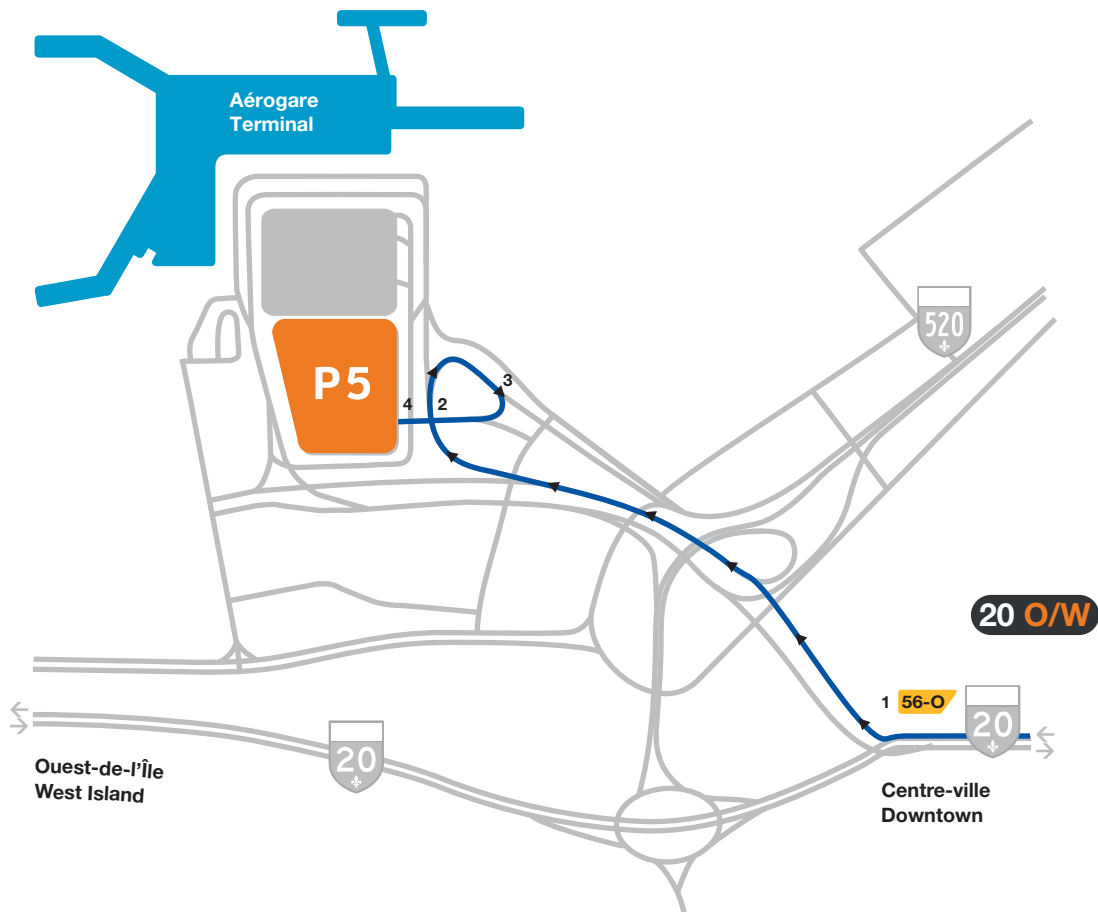 Aérogare
Terminal
520
P5
4
2
3
20 O/W
1
56-O
20
20
Ouest-de-l'Île
West Island
Centre-ville
Downtown